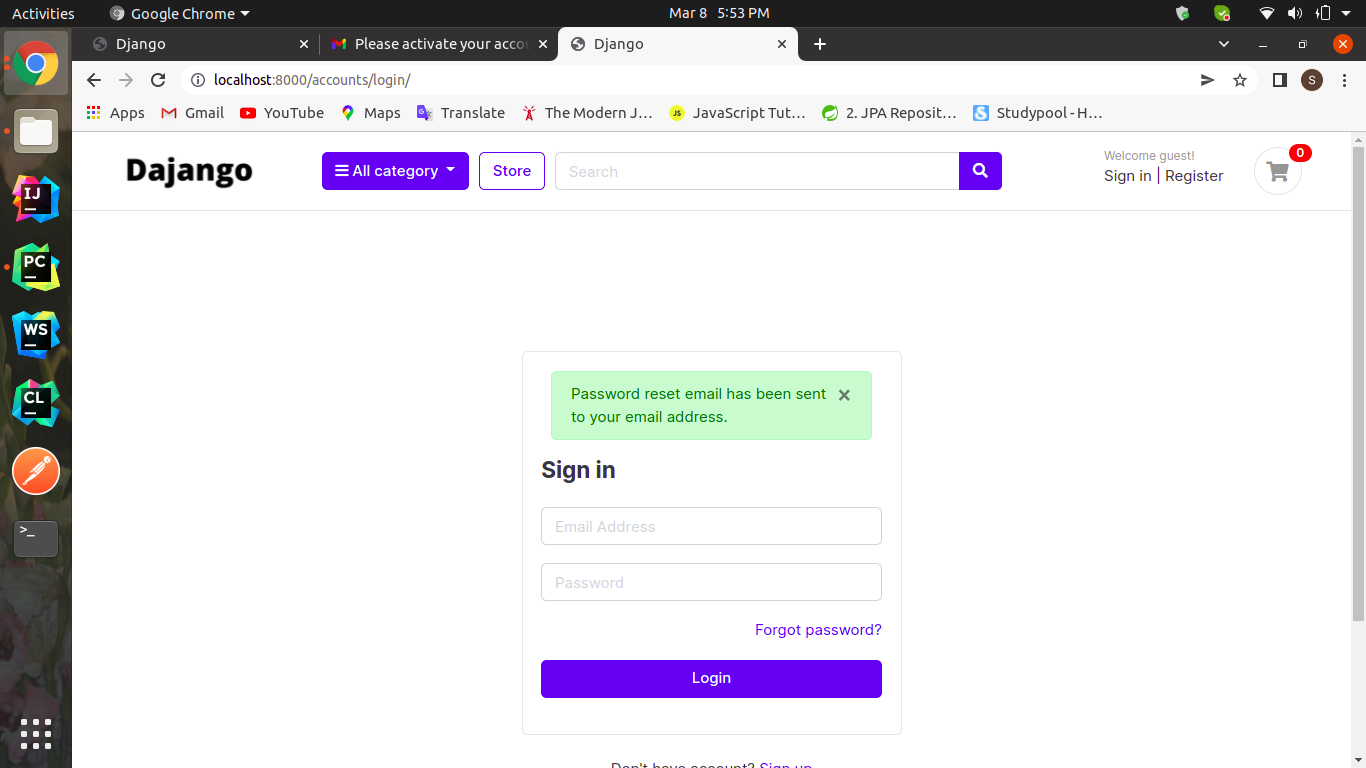 Activities Google Chrome Mar 8 5:53 PM
Django Please activate your acco Django
localhost:8000/accounts/login/ S
Apps Gmail YouTube Maps Translate The Modern J… JS JavaScript Tut… 2. JPA Reposit… S Studypool - H…
Dajango All category Store Search Welcome guest! 0
Sign in | Register
IJ
PC
WS
CL
>_
Password reset email has been sent ×
to your email address.
Sign in
Email Address
Password
Forgot password?
Login
Don't have account? Sign up